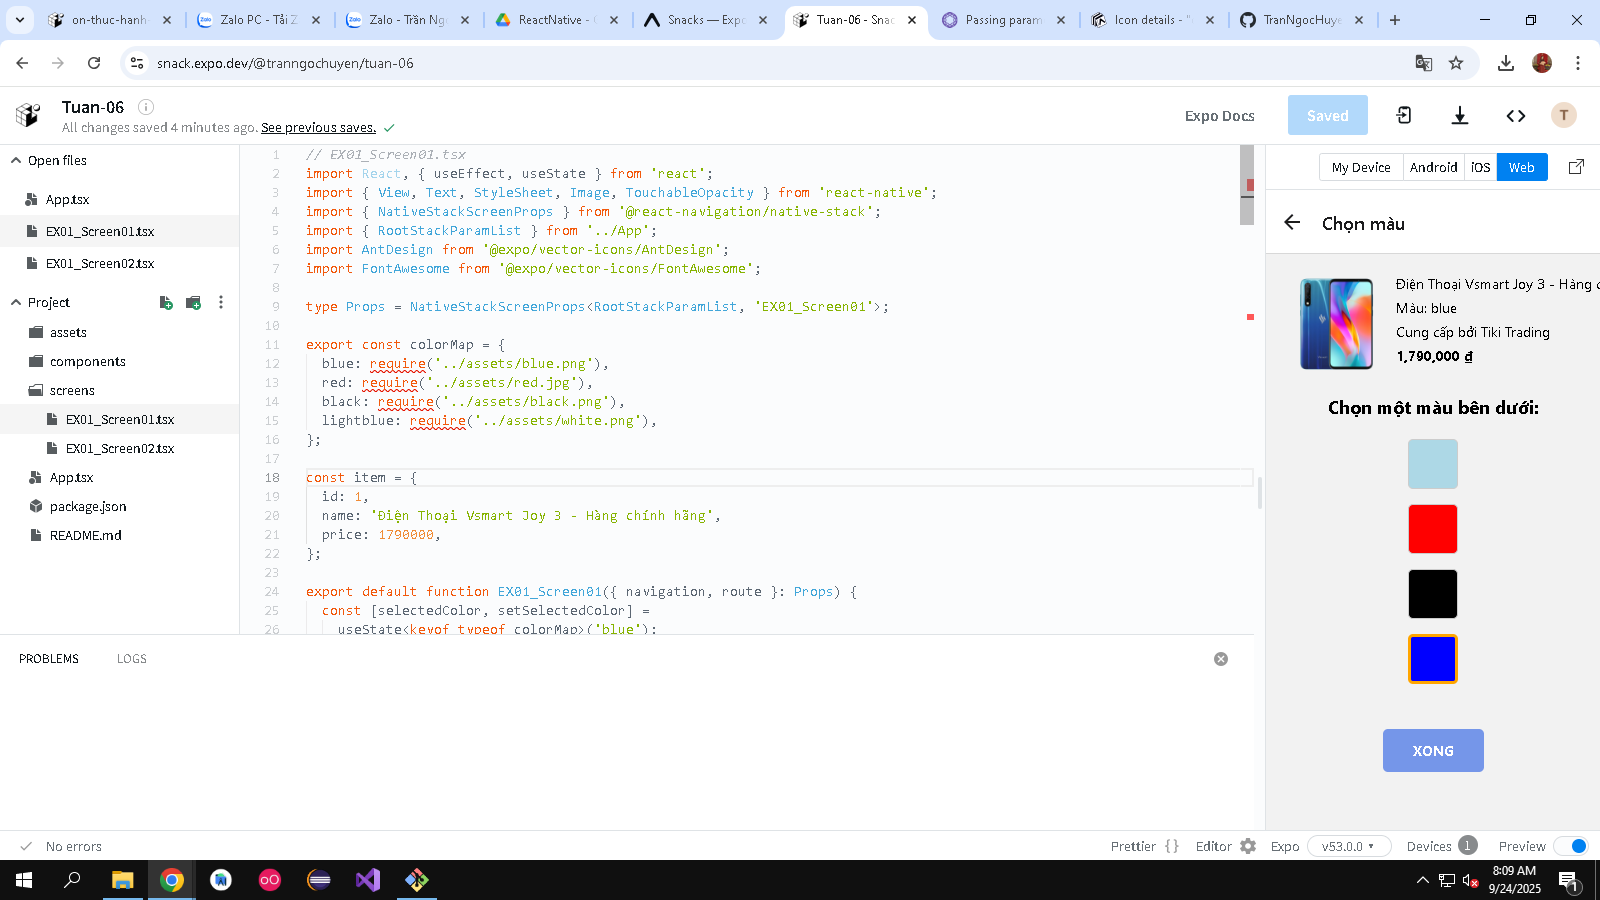 on-thuc-hanh
Zalo PC - Tải Z
Zalo - Trần Ng
ReactNative -
Snacks — Expo
Tuan-06 - Snac
Passing param
Icon details - "
TranNgocHuye
snack.expo.dev/@tranngochuyen/tuan-06
Tuan-06
All changes saved 4 minutes ago. See previous saves.
Expo Docs
Saved
T
Open files
App.tsx
EX01_Screen01.tsx
EX01_Screen02.tsx
Project
assets
components
screens
EX01_Screen01.tsx
EX01_Screen02.tsx
App.tsx
package.json
README.md
1 // EX01_Screen01.tsx
2 import React, { useEffect, useState } from 'react';
3 import { View, Text, StyleSheet, Image, TouchableOpacity } from 'react-native';
4 import { NativeStackScreenProps } from '@react-navigation/native-stack';
5 import { RootStackParamList } from '../App';
6 import AntDesign from '@expo/vector-icons/AntDesign';
7 import FontAwesome from '@expo/vector-icons/FontAwesome';
8
9 type Props = NativeStackScreenProps<RootStackParamList, 'EX01_Screen01'>;
10
11 export const colorMap = {
12 blue: require('../assets/blue.png'),
13 red: require('../assets/red.jpg'),
14 black: require('../assets/black.png'),
15 lightblue: require('../assets/white.png'),
16 };
17
18 const item = {
19 id: 1,
20 name: 'Điện Thoại Vsmart Joy 3 - Hàng chính hãng',
21 price: 1790000,
22 };
23
24 export default function EX01_Screen01({ navigation, route }: Props) {
25 const [selectedColor, setSelectedColor] =
26 useState<keyof typeof colorMap>('blue');
My Device
Android
iOS
Web
Chọn màu
Điện Thoại Vsmart Joy 3 - Hàng
Màu: blue
Cung cấp bởi Tiki Trading
1,790,000 ₫
Chọn một màu bên dưới:
XONG
PROBLEMS
LOGS
No errors
Prettier { }
Editor
Expo
v53.0.0
Devices 1
Preview
8:09 AM
9/24/2025
1